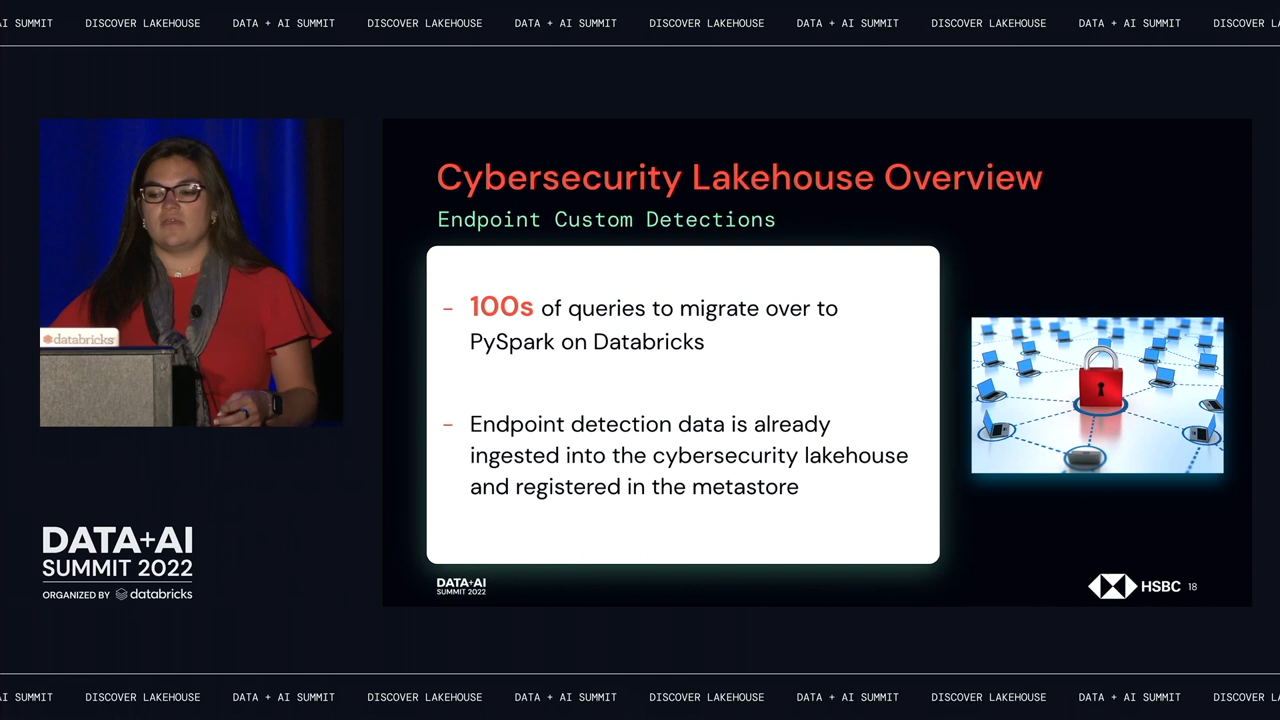 AI SUMMIT DISCOVER LAKEHOUSE DATA + AI SUMMIT DISCOVER LAKEHOUSE DATA + AI SUMMIT DISCOVER LAKEHOUSE DATA + AI SUMMIT DISCOVER LAKEHOUSE DATA + AI SUMMIT DISCOVER
Cybersecurity Lakehouse Overview
Endpoint Custom Detections
- 100s of queries to migrate over to
PySpark on Databricks
- Endpoint detection data is already
ingested into the cybersecurity lakehouse
and registered in the metastore
databricks
DATA+AI
SUMMIT 2022
ORGANIZED BY databricks
DATA+AI
SUMMIT 2022
HSBC 18
AI SUMMIT DISCOVER LAKEHOUSE DATA + AI SUMMIT DISCOVER LAKEHOUSE DATA + AI SUMMIT DISCOVER LAKEHOUSE DATA + AI SUMMIT DISCOVER LAKEHOUSE DATA + AI SUMMIT DISCOVER